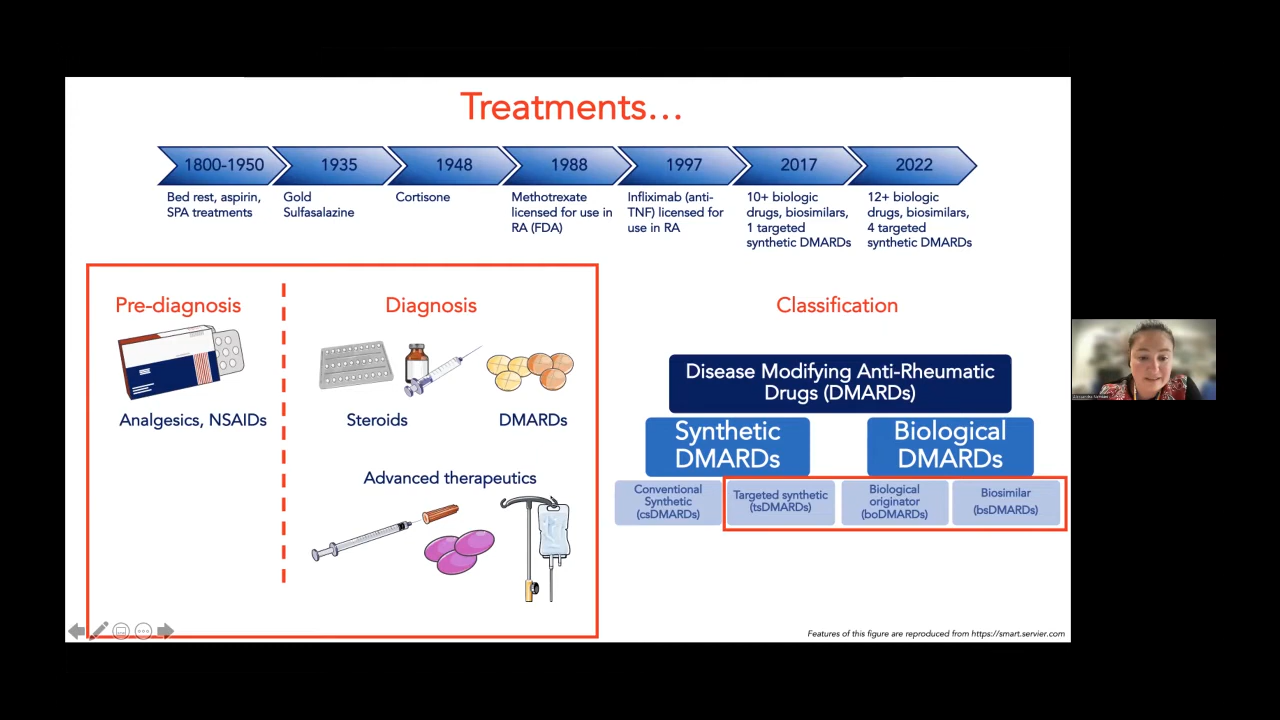 Treatments...
1800-1950
1935
1948
1988
1997
2017
2022
Bed rest, aspirin,
SPA treatments
Gold
Sulfasalazine
Cortisone
Methotrexate
licensed for use in
RA (FDA)
Infliximab (anti-
TNF) licensed for
use in RA
10+ biologic
drugs, biosimilars,
1 targeted
synthetic DMARDs
12+ biologic
drugs, biosimilars,
4 targeted
synthetic DMARDs
Pre-diagnosis
Analgesics, NSAIDs
Diagnosis
Steroids
DMARDs
Advanced therapeutics
Classification
Disease Modifying Anti-Rheumatic
Drugs (DMARDs)
Synthetic
DMARDs
Biological
DMARDs
Conventional
Synthetic
(csDMARDs)
Targeted synthetic
(tsDMARDs)
Biological
originator
(boDMARDs)
Biosimilar
(bsDMARDs)
Features of this figure are reproduced from https://smart.servier.com